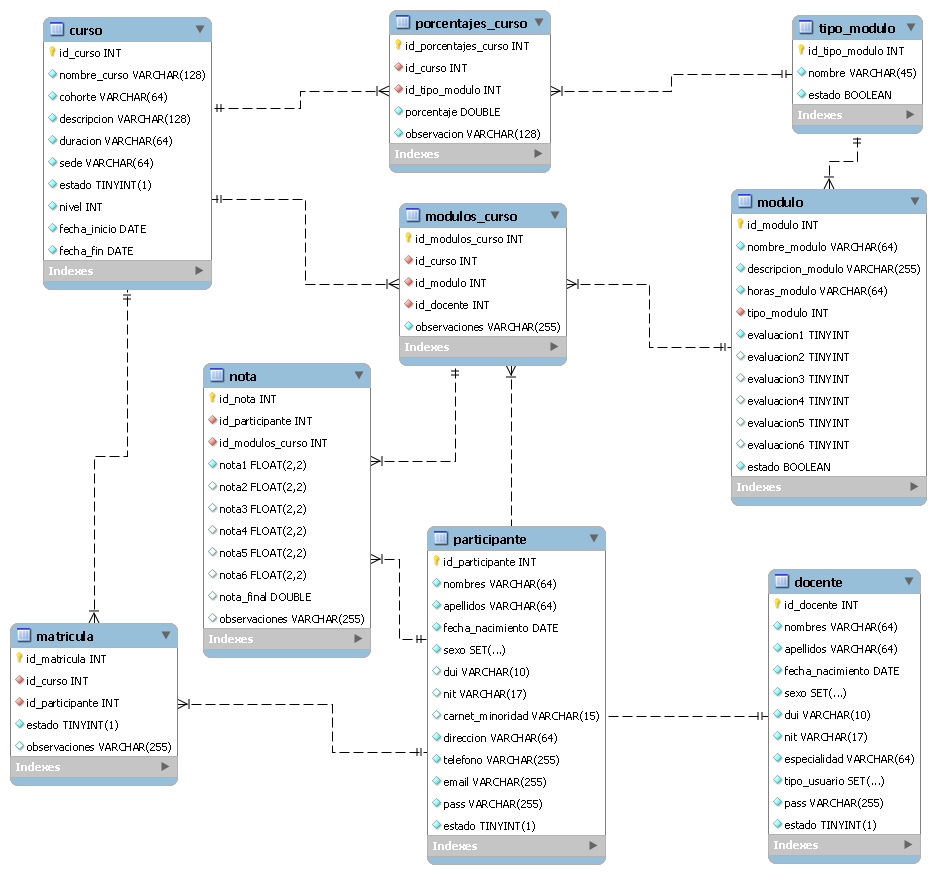 curso
id_curso INT
nombre_curso VARCHAR(128)
cohorte VARCHAR(64)
descripcion VARCHAR(128)
duracion VARCHAR(64)
sede VARCHAR(64)
estado TINYINT(1)
nivel INT
fecha_inicio DATE
fecha_fin DATE
Indexes
porcentajes_curso
id_porcentajes_curso INT
id_curso INT
id_tipo_modulo INT
porcentaje DOUBLE
observacion VARCHAR(128)
Indexes
tipo_modulo
id_tipo_modulo INT
nombre VARCHAR(45)
estado BOOLEAN
Indexes
modulos_curso
id_modulos_curso INT
id_curso INT
id_modulo INT
id_docente INT
observaciones VARCHAR(255)
Indexes
modulo
id_modulo INT
nombre_modulo VARCHAR(64)
descripcion_modulo VARCHAR(255)
horas_modulo VARCHAR(64)
tipo_modulo INT
evaluacion1 TINYINT
evaluacion2 TINYINT
evaluacion3 TINYINT
evaluacion4 TINYINT
evaluacion5 TINYINT
evaluacion6 TINYINT
estado BOOLEAN
Indexes
nota
id_nota INT
id_participante INT
id_modulos_curso INT
nota1 FLOAT(2,2)
nota2 FLOAT(2,2)
nota3 FLOAT(2,2)
nota4 FLOAT(2,2)
nota5 FLOAT(2,2)
nota6 FLOAT(2,2)
nota_final DOUBLE
observaciones VARCHAR(255)
Indexes
participante
id_participante INT
nombres VARCHAR(64)
apellidos VARCHAR(64)
fecha_nacimiento DATE
sexo SET(...)
dui VARCHAR(10)
nit VARCHAR(17)
carnet_minoridad VARCHAR(15)
direccion VARCHAR(64)
telefono VARCHAR(255)
email VARCHAR(255)
pass VARCHAR(255)
estado TINYINT(1)
Indexes
docente
id_docente INT
nombres VARCHAR(64)
apellidos VARCHAR(64)
fecha_nacimiento DATE
sexo SET(...)
dui VARCHAR(10)
nit VARCHAR(17)
especialidad VARCHAR(64)
tipo_usuario SET(...)
pass VARCHAR(255)
estado TINYINT(1)
Indexes
matricula
id_matricula INT
id_curso INT
id_participante INT
estado TINYINT(1)
observaciones VARCHAR(255)
Indexes